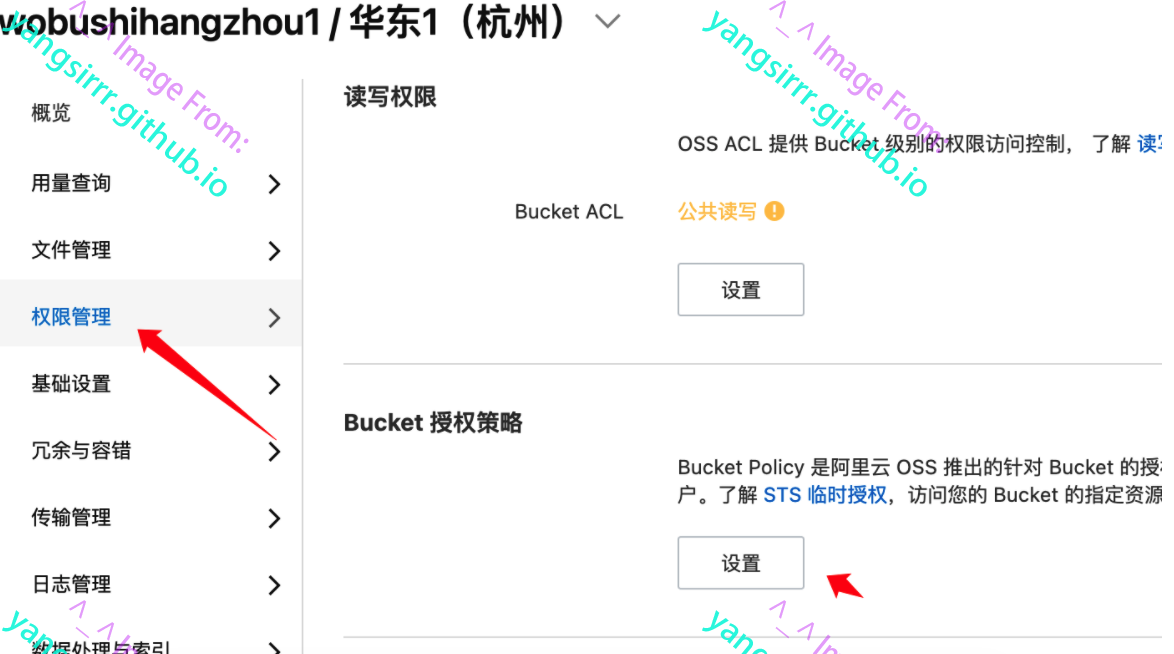 wobushihangzhou1 / 华东1（杭州）
概览
用量查询
文件管理
权限管理
基础设置
冗余与容错
传输管理
日志管理
数据处理与索引
读写权限
OSS ACL 提供 Bucket 级别的权限访问控制， 了解 读写
Bucket ACL 公共读写
设置
Bucket 授权策略
Bucket Policy 是阿里云 OSS 推出的针对 Bucket 的授权
户。了解 STS 临时授权，访问您的 Bucket 的指定资源
设置
^_^ Image From:
yangsirrr.github.io
^_^ Image From:
yangsirrr.github.io
^_^ Im
yang
^_^ Im
yang